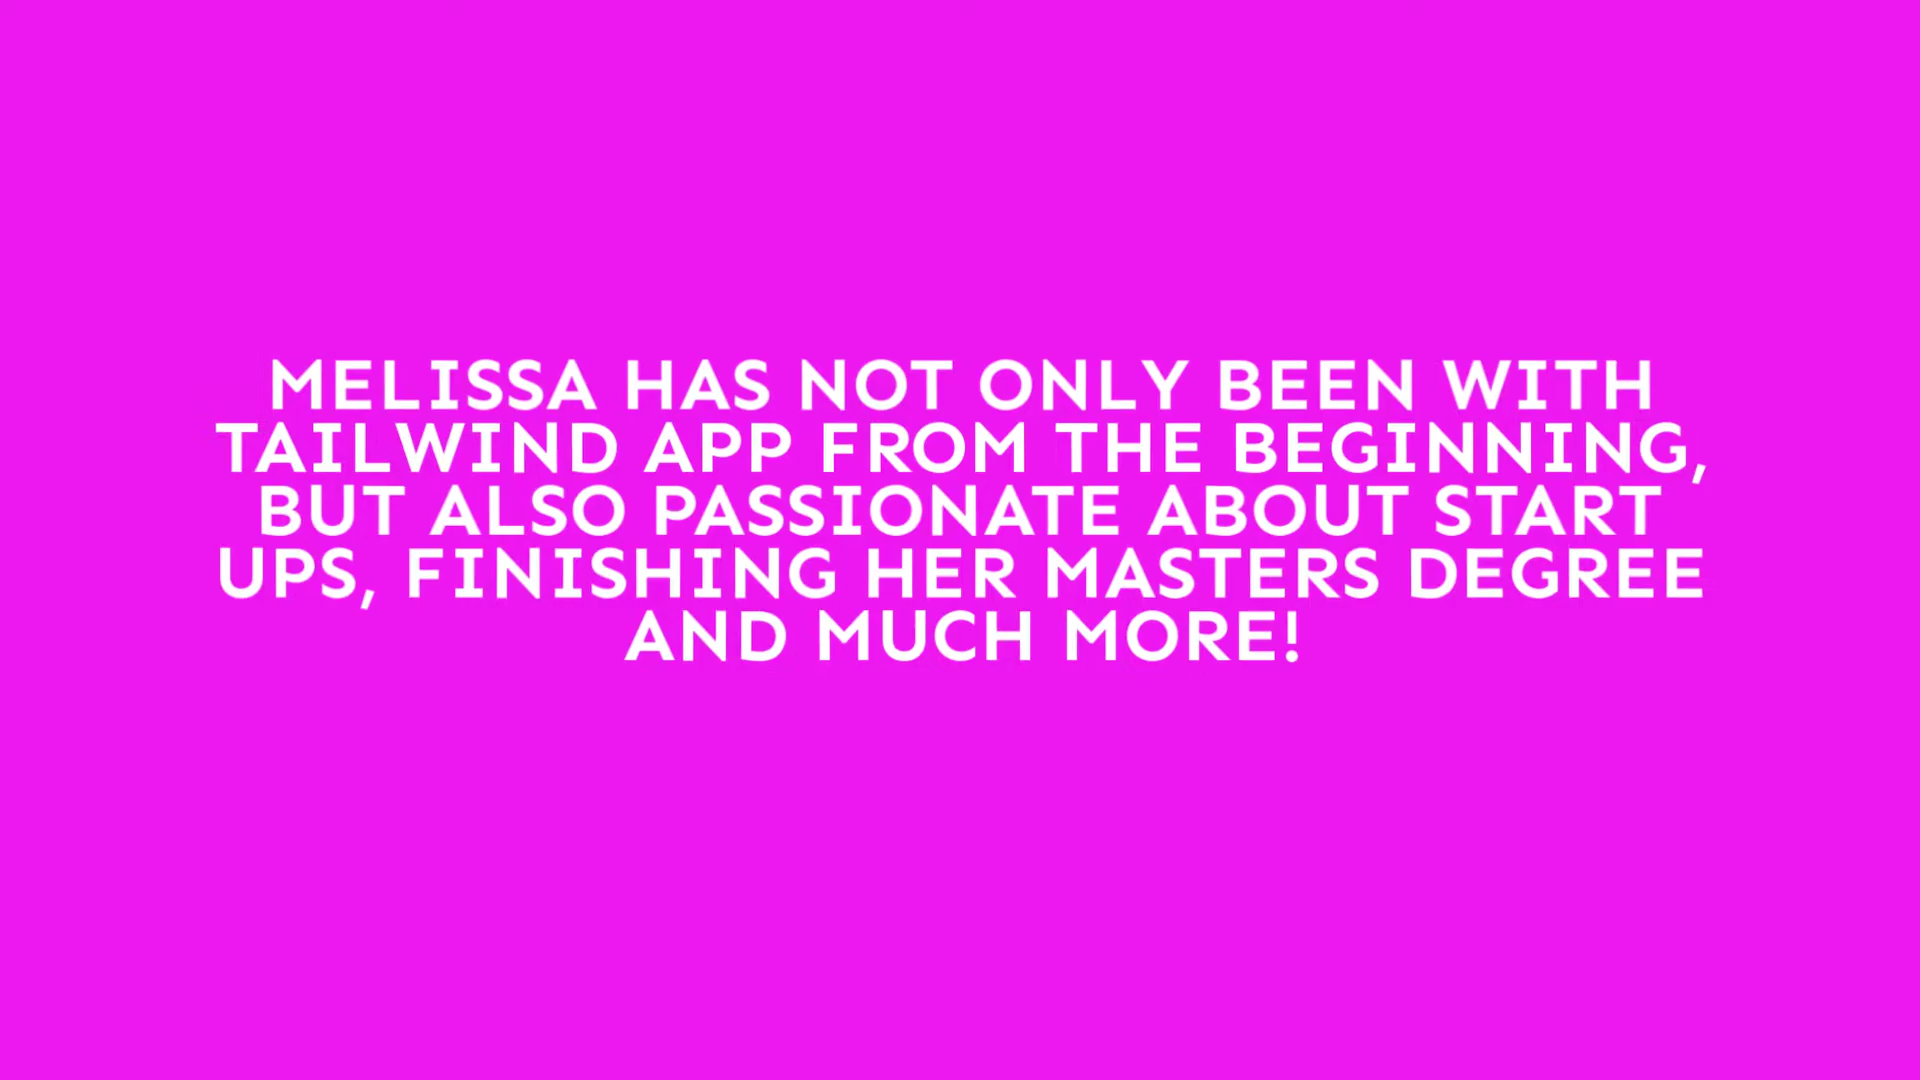 MELISSA HAS NOT ONLY BEEN WITH
TAILWIND APP FROM THE BEGINNING,
BUT ALSO PASSIONATE ABOUT START
UPS, FINISHING HER MASTERS DEGREE
AND MUCH MORE!